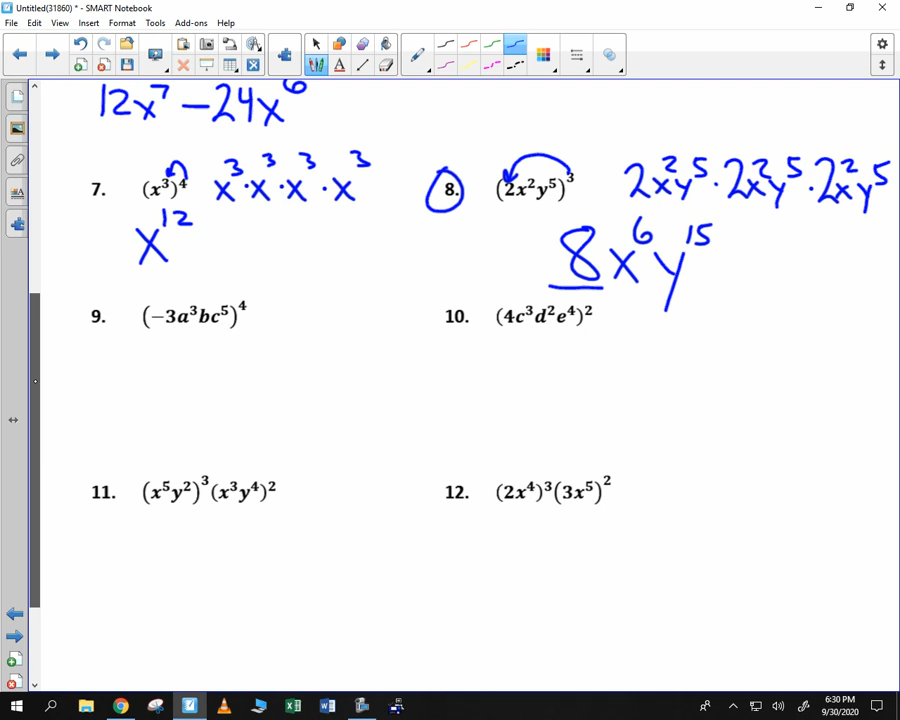 Untitled(31860) * - SMART Notebook
File Edit View Insert Format Tools Add-ons Help
12x⁷ − 24x⁶
7. (x³)⁴ x³ · x³ · x³ · x³
x¹²
8. (2x²y⁵)³ 2x²y⁵ · 2x²y⁵ · 2x²y⁵
8x⁶y¹⁵
9. (−3a³bc⁵)⁴
10. (4c³d²e⁴)²
11. (x⁵y²)³(x³y⁴)²
12. (2x⁴)³(3x⁵)²
6:30 PM
9/30/2020